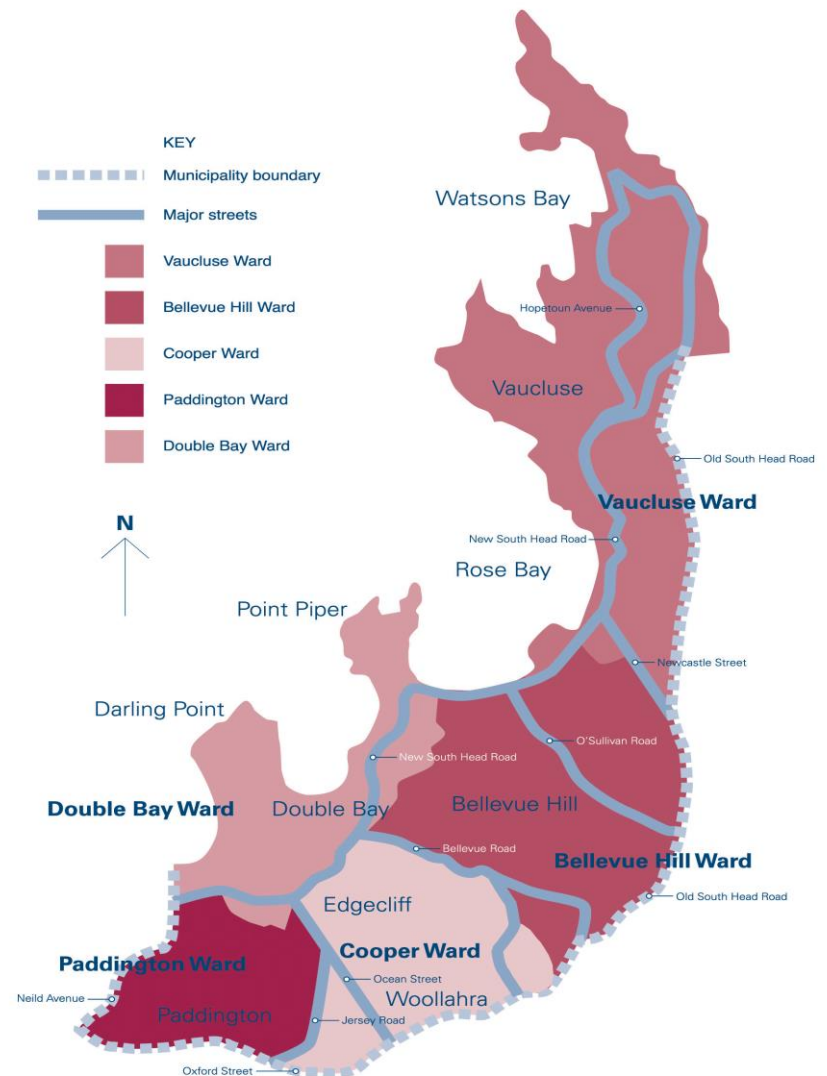 KEY
Municipality boundary
Major streets
Vaucluse Ward
Bellevue Hill Ward
Cooper Ward
Paddington Ward
Double Bay Ward
N
Watsons Bay
Hopetoun Avenue
Vaucluse
Old South Head Road
Vaucluse Ward
New South Head Road
Rose Bay
Point Piper
Newcastle Street
Darling Point
O'Sullivan Road
New South Head Road
Double Bay Ward
Double Bay
Bellevue Hill
Bellevue Road
Bellevue Hill Ward
Old South Head Road
Edgecliff
Cooper Ward
Paddington Ward
Ocean Street
Neild Avenue
Woollahra
Paddington
Jersey Road
Oxford Street